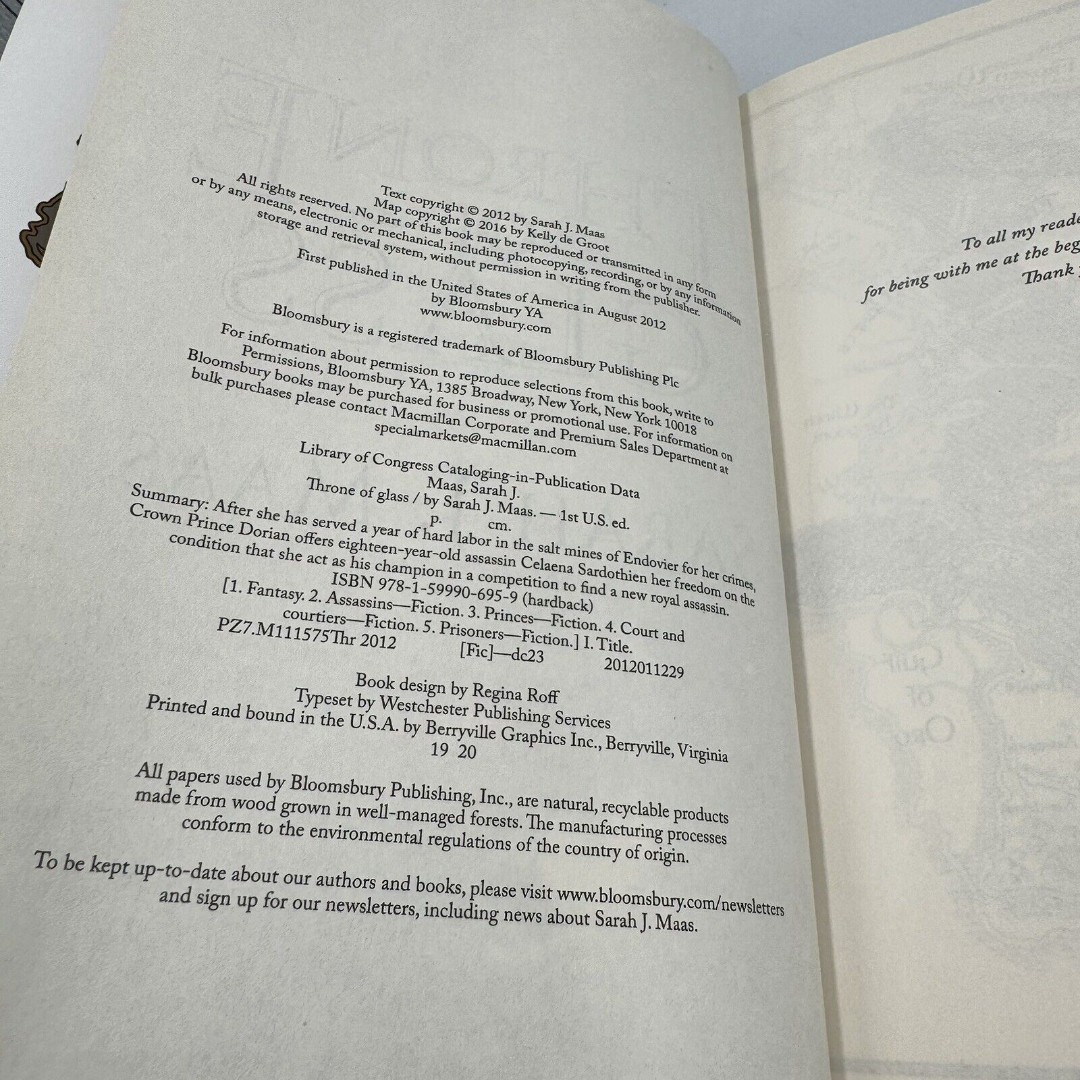 Text copyright © 2012 by Sarah J. Maas
Map copyright © 2016 by Kelly de Groot
All rights reserved. No part of this book may be reproduced or transmitted in any form
or by any means, electronic or mechanical, including photocopying, recording, or by any information
storage and retrieval system, without permission in writing from the publisher.
First published in the United States of America in August 2012
by Bloomsbury YA
www.bloomsbury.com
Bloomsbury is a registered trademark of Bloomsbury Publishing Plc
For information about permission to reproduce selections from this book, write to
Permissions, Bloomsbury YA, 1385 Broadway, New York, New York 10018
Bloomsbury books may be purchased for business or promotional use. For information on
bulk purchases please contact Macmillan Corporate and Premium Sales Department at
specialmarkets@macmillan.com
Library of Congress Cataloging-in-Publication Data
Maas, Sarah J.
Throne of glass / by Sarah J. Maas. — 1st U.S. ed.
p. cm.
Summary: After she has served a year of hard labor in the salt mines of Endovier for her crimes,
Crown Prince Dorian offers eighteen-year-old assassin Celaena Sardothien her freedom on the
condition that she act as his champion in a competition to find a new royal assassin.
ISBN 978-1-59990-695-9 (hardback)
[1. Fantasy. 2. Assassins—Fiction. 3. Princes—Fiction. 4. Court and
courtiers—Fiction. 5. Prisoners—Fiction.] I. Title.
PZ7.M111575Thr 2012 [Fic]—dc23 2012011229
Book design by Regina Roff
Typeset by Westchester Publishing Services
Printed and bound in the U.S.A. by Berryville Graphics Inc., Berryville, Virginia
19 20
All papers used by Bloomsbury Publishing, Inc., are natural, recyclable products
made from wood grown in well-managed forests. The manufacturing processes
conform to the environmental regulations of the country of origin.
To be kept up-to-date about our authors and books, please visit www.bloomsbury.com/newsletters
and sign up for our newsletters, including news about Sarah J. Maas.
To all my reade
for being with me at the beg
Thank